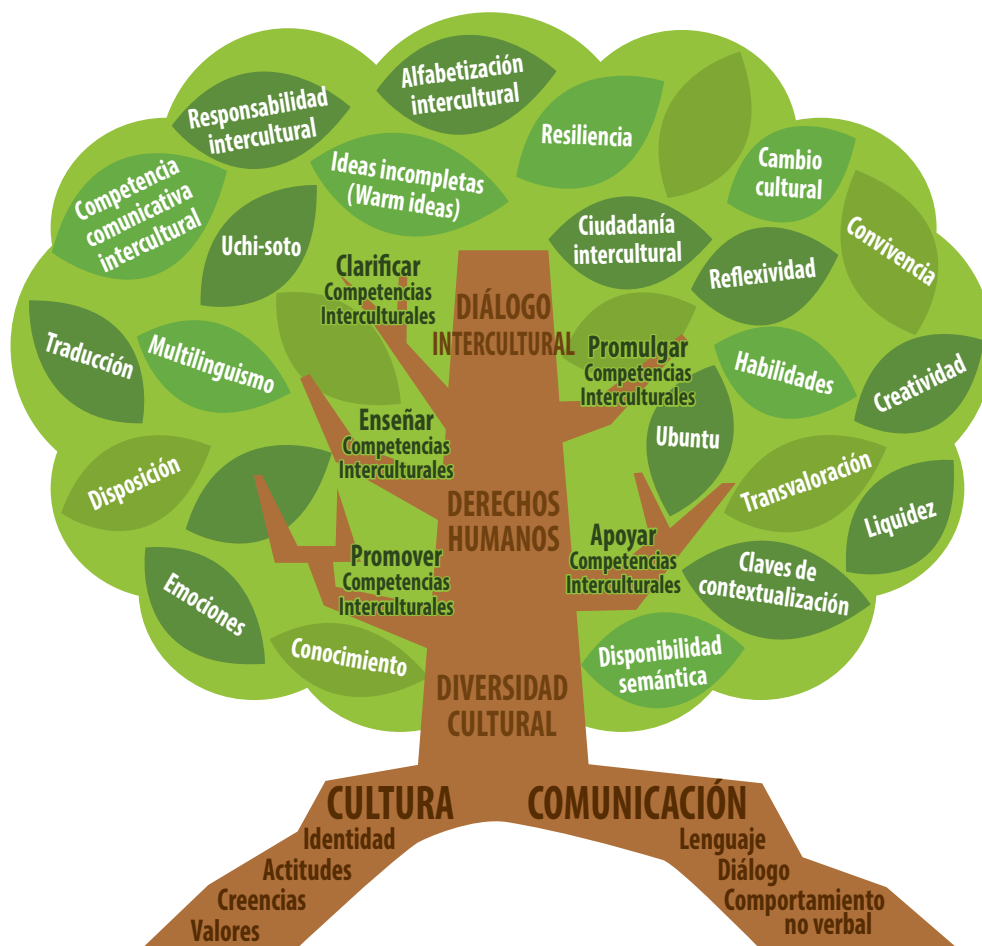 Alfabetización
intercultural
Responsabilidad
intercultural
Resiliencia
Ideas incompletas
(Warm ideas)
Cambio
cultural
Competencia
comunicativa
intercultural
Uchi-soto
Ciudadanía
intercultural
Convivencia
Reflexividad
Clarificar
Competencias
Interculturales
DIÁLOGO
INTERCULTURAL
Promulgar
Competencias
Interculturales
Traducción
Multilinguismo
Habilidades
Creatividad
Enseñar
Competencias
Interculturales
Ubuntu
Disposición
Transvaloración
Liquidez
DERECHOS
HUMANOS
Promover
Competencias
Interculturales
Apoyar
Competencias
Interculturales
Emociones
Claves de
contextualización
Conocimiento
Disponibilidad
semántica
DIVERSIDAD
CULTURAL
CULTURA
Identidad
Actitudes
Creencias
Valores
COMUNICACIÓN
Lenguaje
Diálogo
Comportamiento
no verbal